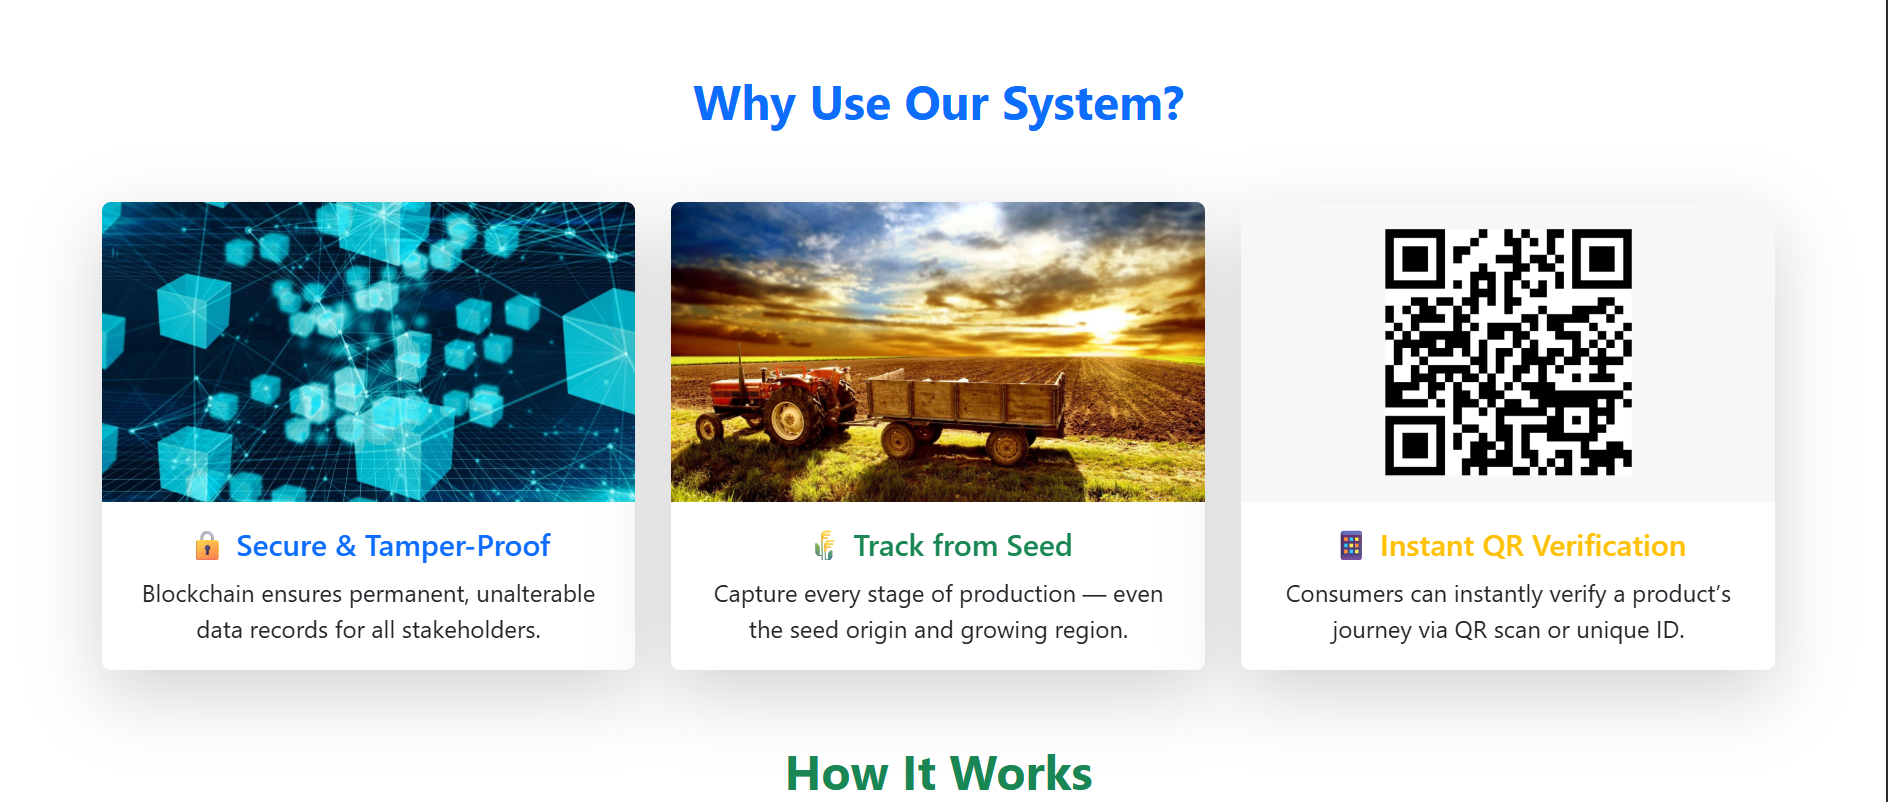 Why Use Our System?
Secure & Tamper-Proof
Blockchain ensures permanent, unalterable
data records for all stakeholders.
Track from Seed
Capture every stage of production — even
the seed origin and growing region.
Instant QR Verification
Consumers can instantly verify a product’s
journey via QR scan or unique ID.
How It Works